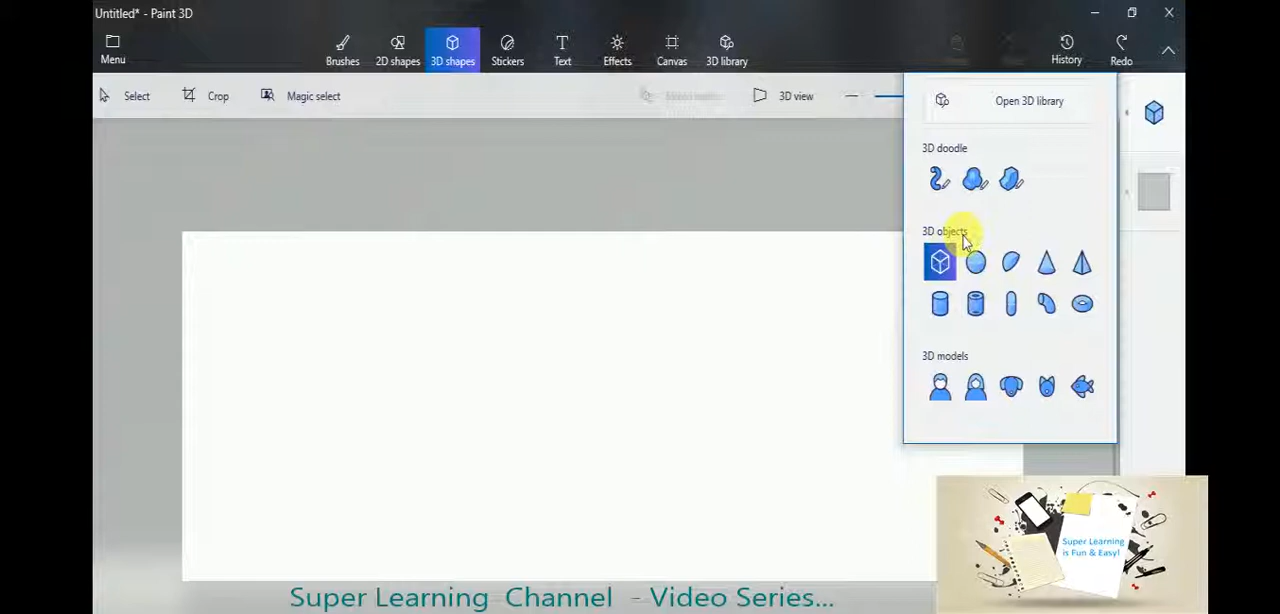 Untitled* - Paint 3D
Menu
Brushes
2D shapes
3D shapes
Stickers
Text
Effects
Canvas
3D library
History
Redo
Select
Crop
Magic select
3D view
Open 3D library
3D doodle
3D objects
3D models
Super Learning
is Fun & Easy!
Super Learning Channel - Video Series...